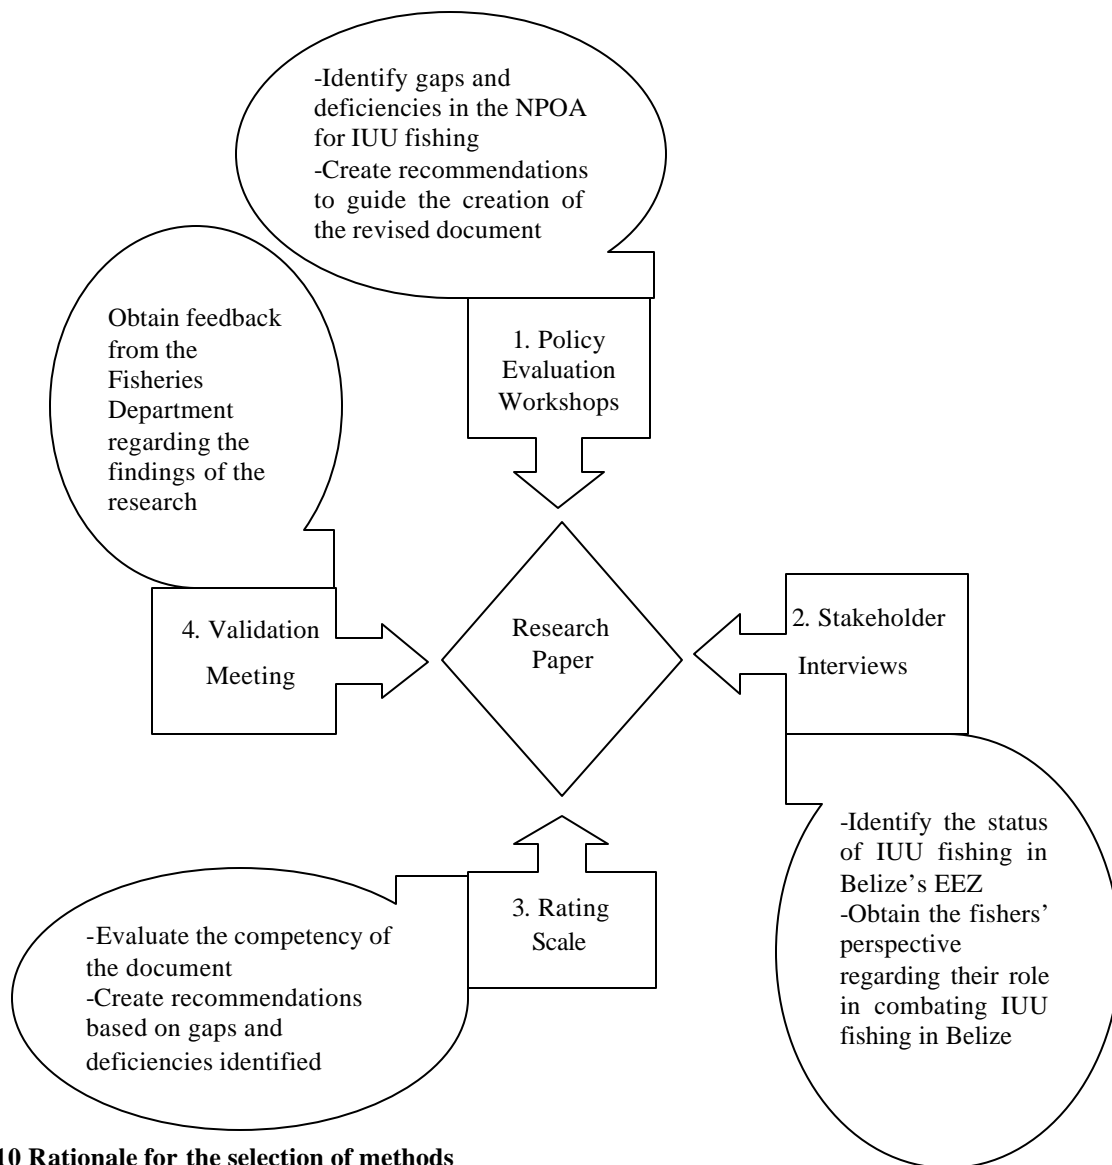 -Identify gaps and
deficiencies in the NPOA
for IUU fishing
-Create recommendations
to guide the creation of
the revised document
1. Policy
Evaluation
Workshops
Obtain feedback
from the
Fisheries
Department
regarding the
findings of the
research
4. Validation
Meeting
Research
Paper
2. Stakeholder
Interviews
-Identify the status
of IUU fishing in
Belize’s EEZ
-Obtain the fishers’
perspective
regarding their role
in combating IUU
fishing in Belize
3. Rating
Scale
-Evaluate the competency of
the document
-Create recommendations
based on gaps and
deficiencies identified
10 Rationale for the selection of methods